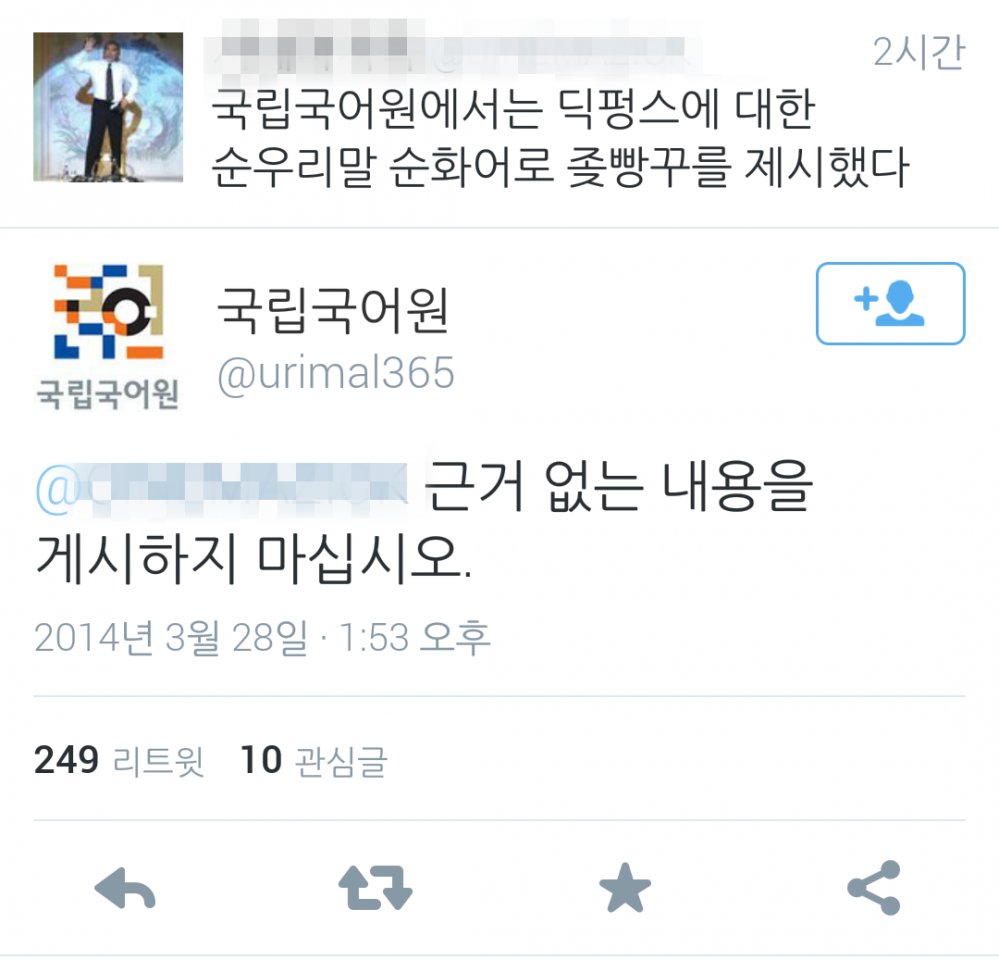 2시간
국립국어원에서는 딕펑스에 대한
순우리말 순화어로 좆빵꾸를 제시했다
국립국어원
국립국어원
@urimal365
@ 근거 없는 내용을
게시하지 마십시오.
2014년 3월 28일 · 1:53 오후
249 리트윗 10 관심글